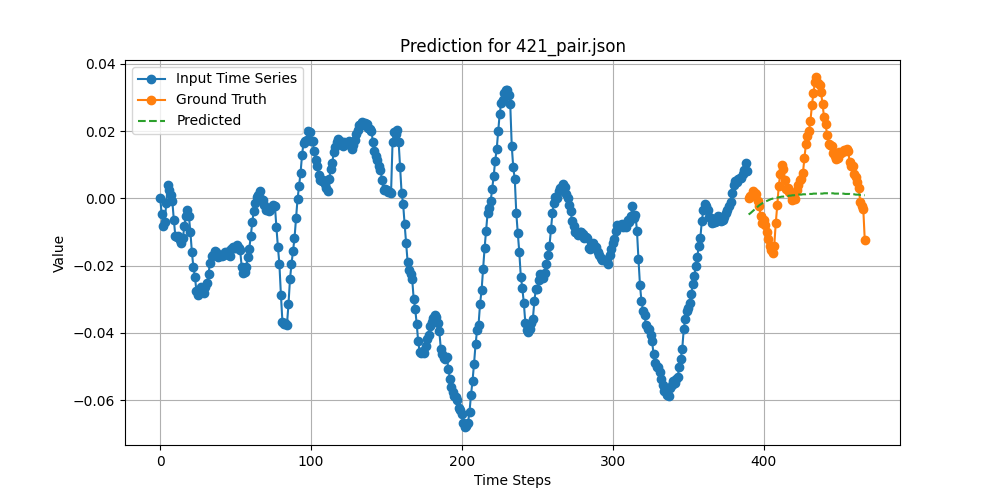 Prediction for 421_pair.json
Input Time Series
Ground Truth
Predicted
0.04
0.02
0.00
−0.02
−0.04
−0.06
Value
0
100
200
300
400
Time Steps